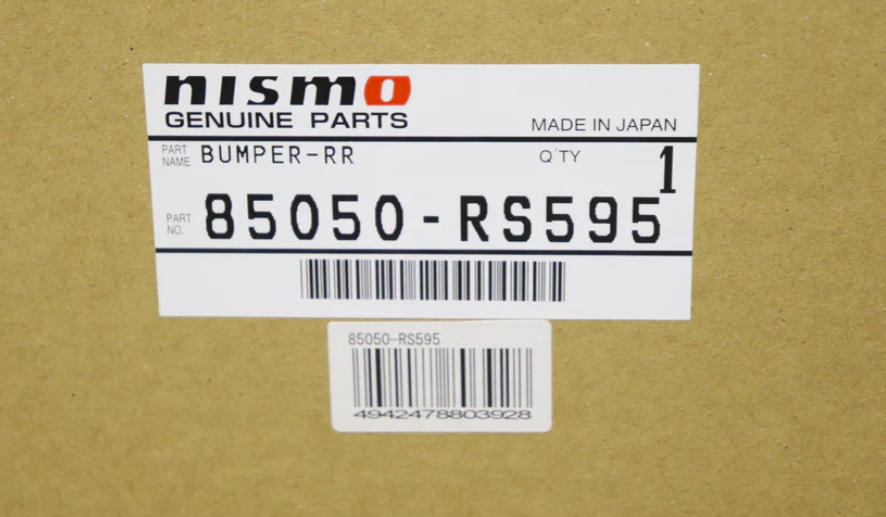 nismo
GENUINE PARTS
MADE IN JAPAN
PART NAME BUMPER-RR Q'TY 1
PART NO. 85050-RS595
85050-RS595
4942478803928